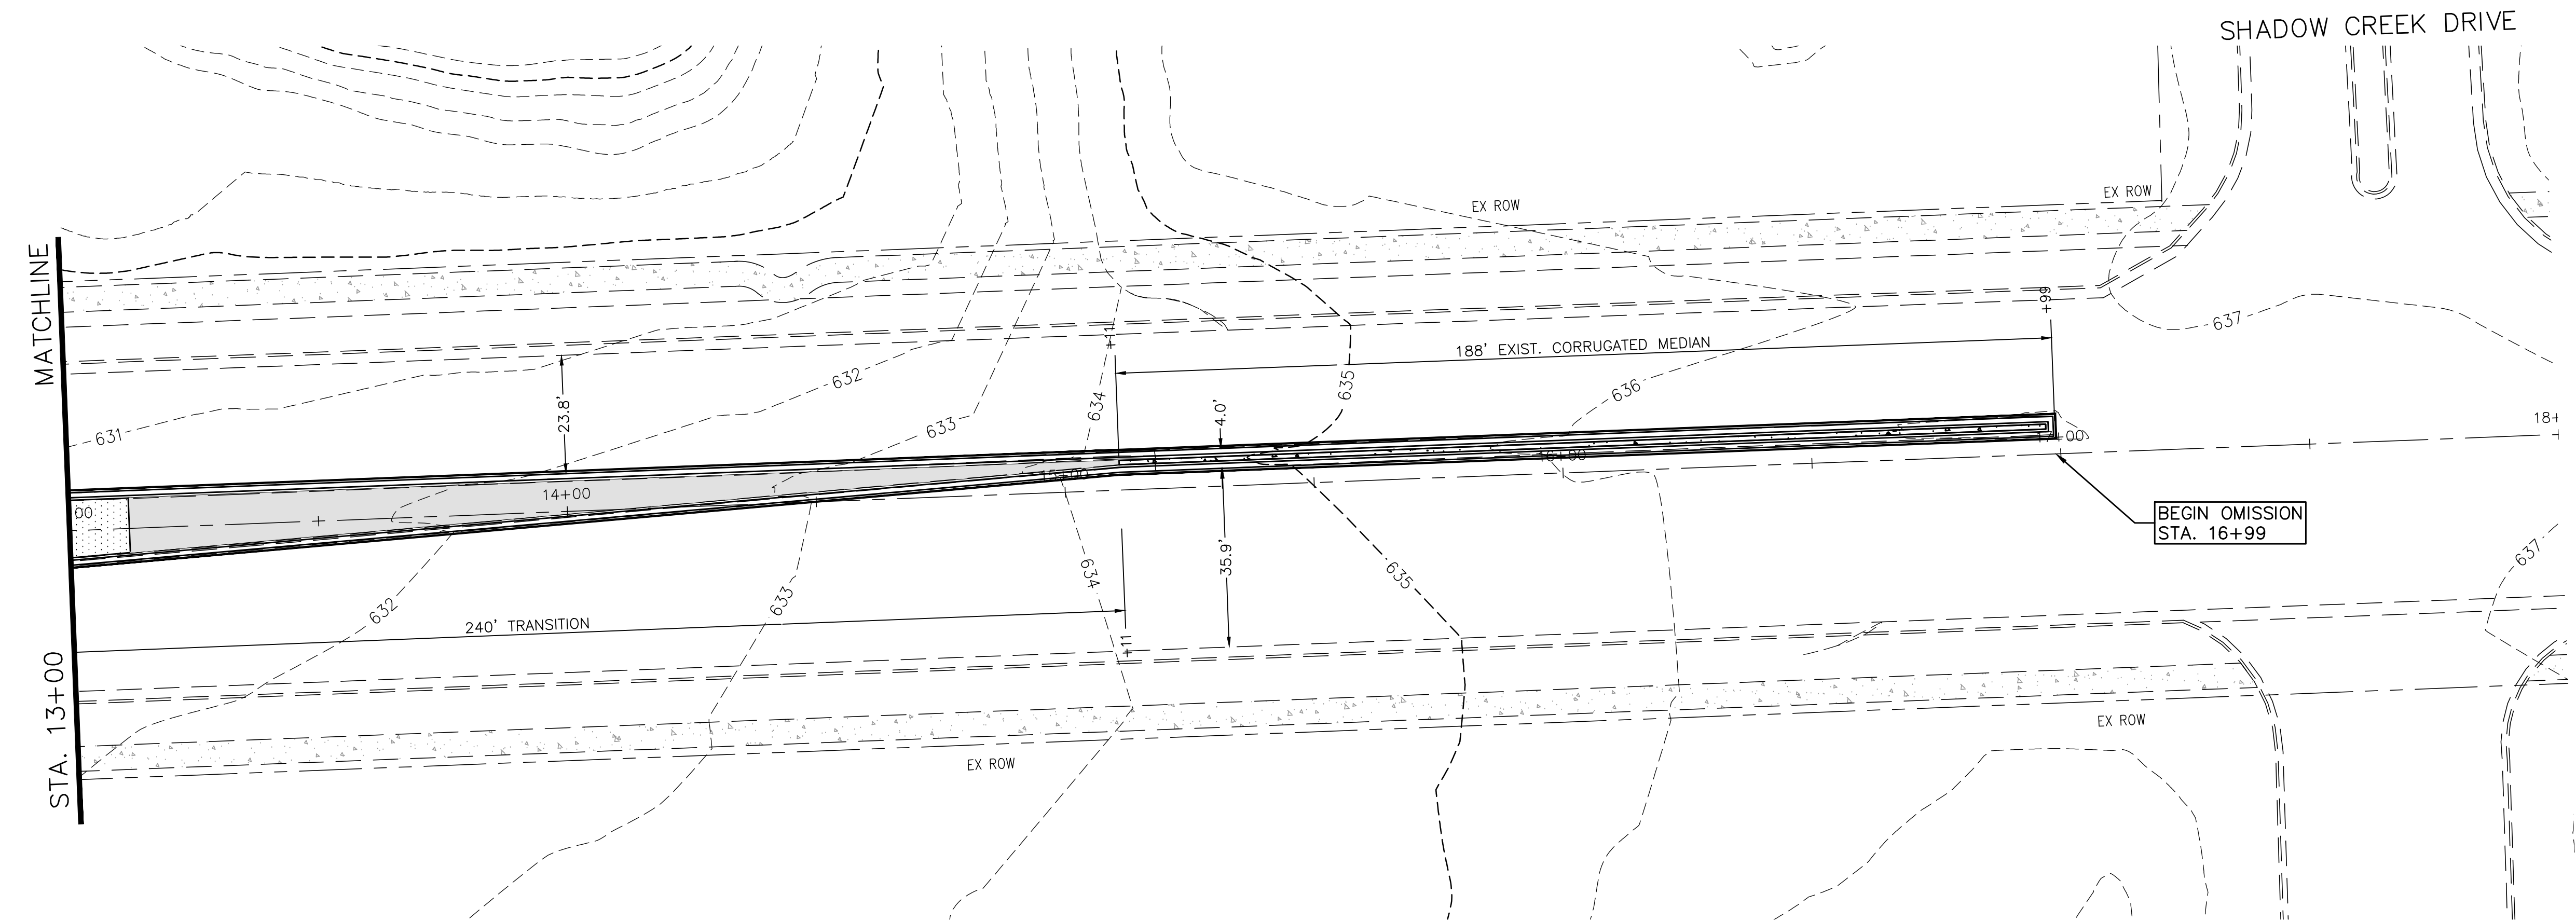 SHADOW CREEK DRIVE
EX ROW
EX ROW
MATCHLINE
STA. 13+00
+99
637
+11
188' EXIST. CORRUGATED MEDIAN
632
635
636
634
23.8'
4.0'
631
633
18+
17+00
16+00
15+00
14+00
00
BEGIN OMISSION
STA. 16+99
35.9'
634
635
637
632
633
240' TRANSITION
+11
EX ROW
EX ROW